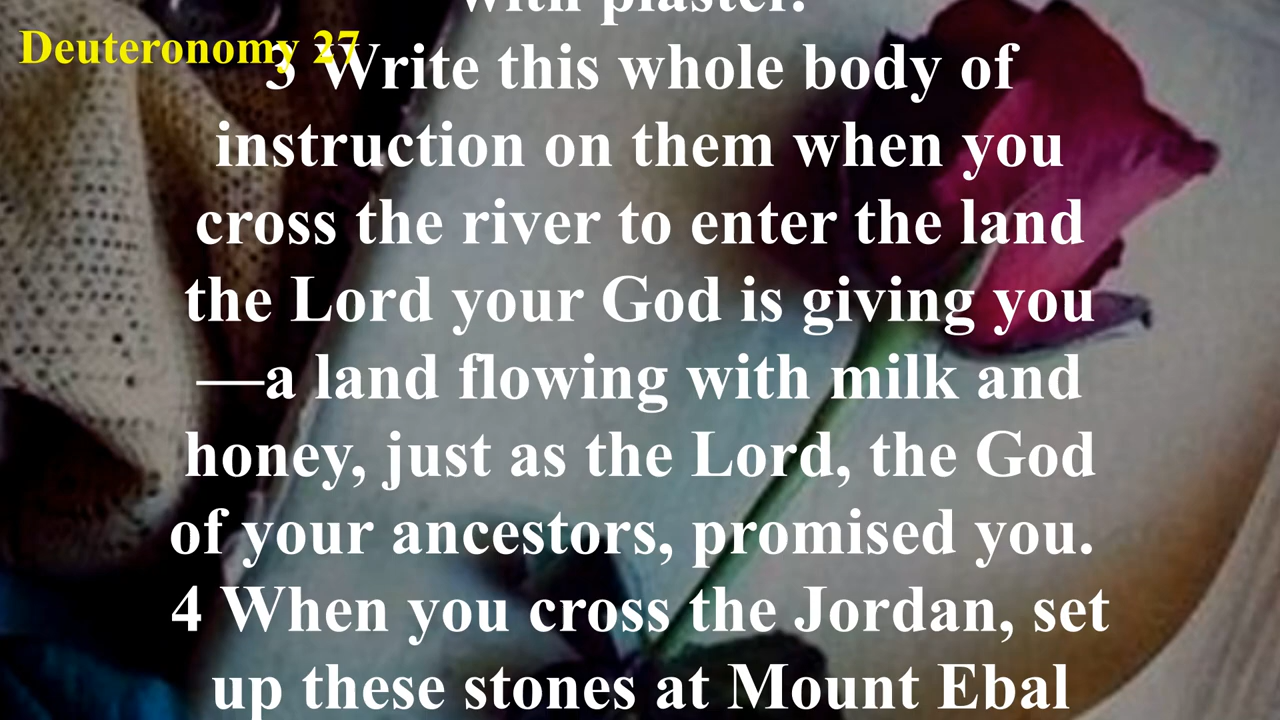 with plaster.
Deuteronomy 27
3 Write this whole body of
instruction on them when you
cross the river to enter the land
the Lord your God is giving you
—a land flowing with milk and
honey, just as the Lord, the God
of your ancestors, promised you.
4 When you cross the Jordan, set
up these stones at Mount Ebal